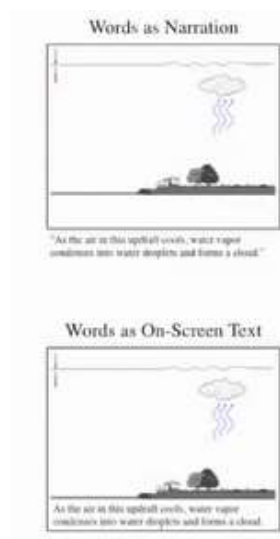 Words as Narration
"As the air in this updraft cools, water vapor
condenses into water droplets and forms a cloud."
Words as On-Screen Text
As the air in this updraft cools, water vapor
condenses into water droplets and forms a cloud.